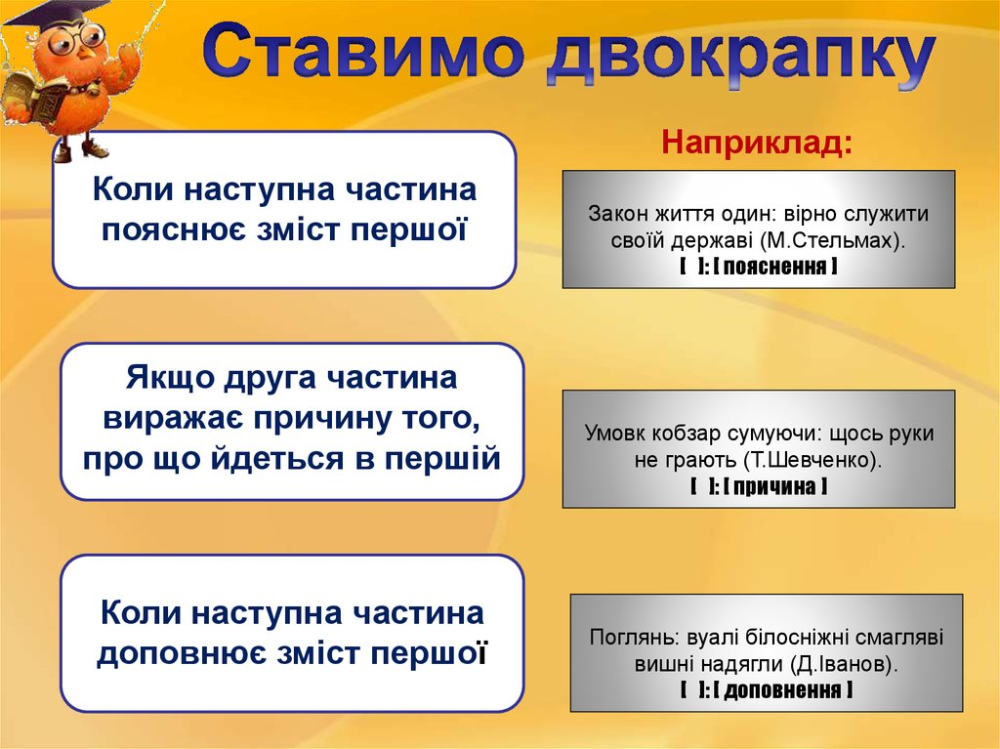 Ставимо двокрапку
Наприклад:
Коли наступна частина
пояснює зміст першої
Закон життя один: вірно служити
своїй державі (М.Стельмах).
[ ]: [ пояснення ]
Якщо друга частина
виражає причину того,
про що йдеться в першій
Умовк кобзар сумуючи: щось руки
не грають (Т.Шевченко).
[ ]: [ причина ]
Коли наступна частина
доповнює зміст першої
Поглянь: вуалі білосніжні смагляві
вишні надягли (Д.Іванов).
[ ]: [ доповнення ]